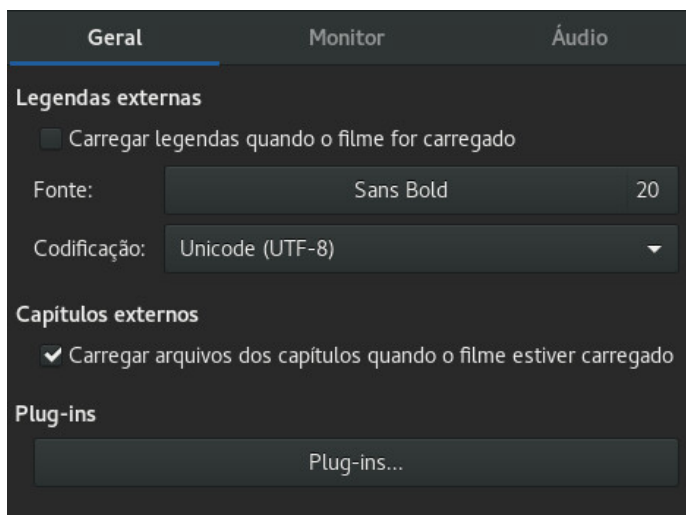 Geral Monitor Áudio
Legendas externas
Carregar legendas quando o filme for carregado
Fonte: Sans Bold 20
Codificação: Unicode (UTF-8)
Capítulos externos
Carregar arquivos dos capítulos quando o filme estiver carregado
Plug-ins
Plug-ins...